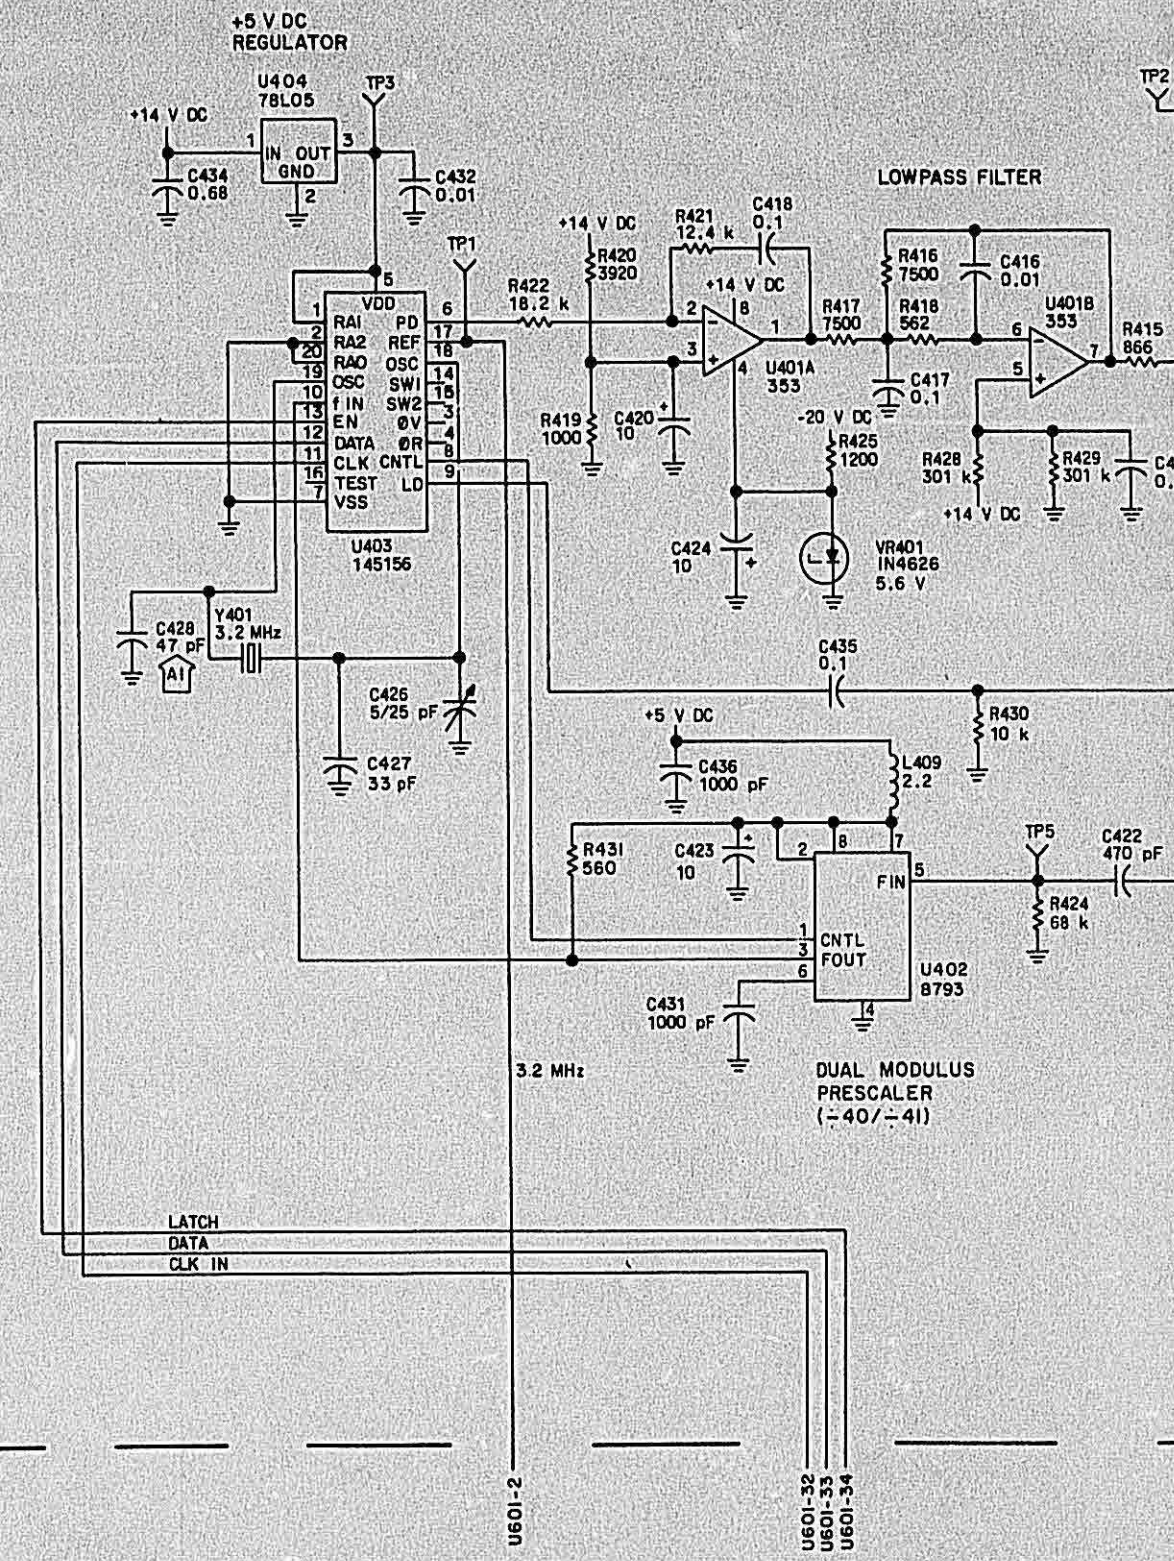 +5 V DC
REGULATOR
U404
78L05
TP3
TP2
+14 V DC
1
IN OUT
3
GND
2
C434
0.68
C432
0.01
LOWPASS FILTER
TP1
+14 V DC
R420
3920
R421
12.4 k
C418
0.1
R416
7500
C416
0.01
R422
18.2 k
+14 V DC
8
U401B
353
5
VDD
1
RA1
PD
6
2
RA2
REF
17
20
RA0
OSC
18
19
OSC
SW1
14
10
f IN
SW2
15
13
EN
ØV
3
12
DATA
ØR
4
11
CLK
CNTL
8
16
TEST
LD
9
7
VSS
U403
145156
2
-
1
3
+
4
U401A
353
R417
7500
R418
562
6
-
7
5
+
R415
866
C417
0.1
R419
1000
C420
+
10
-20 V DC
R425
1200
R428
301 k
R429
301 k
C4
0.
+14 V DC
C424
10
+
VR401
IN4626
5.6 V
C428
47 pF
A1
Y401
3.2 MHz
C426
5/25 pF
C427
33 pF
C435
0.1
R430
10 k
+5 V DC
C436
1000 pF
L409
2.2
R431
560
C423
+
10
2
8
7
FIN
5
TP5
C422
470 pF
R424
68 k
1
CNTL
3
FOUT
6
4
U402
8793
C431
1000 pF
DUAL MODULUS
PRESCALER
(÷40/÷41)
3.2 MHz
LATCH
DATA
CLK IN
U601-2
U601-32
U601-33
U601-34